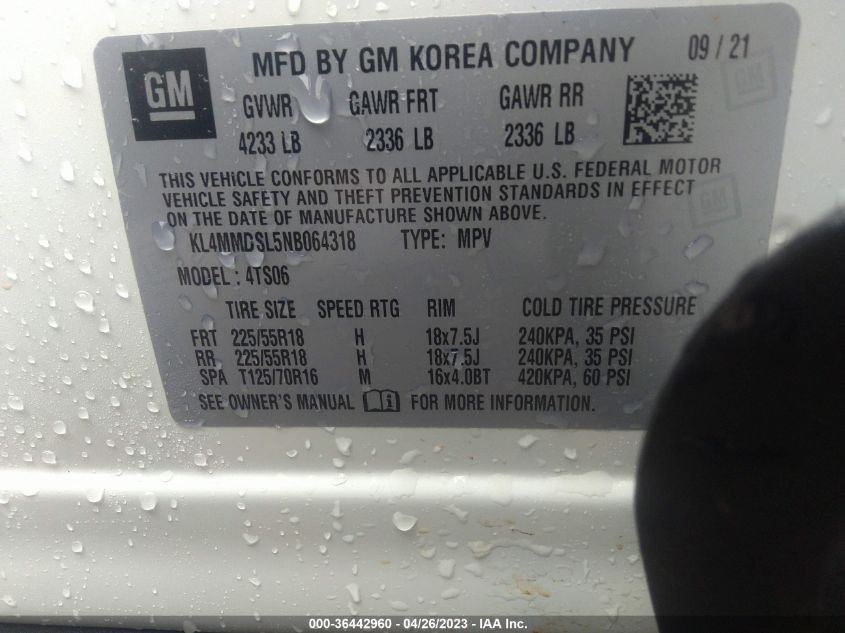 GM
MFD BY GM KOREA COMPANY 09 / 21
GVWR GAWR FRT GAWR RR
4233 LB 2336 LB 2336 LB
GM
THIS VEHICLE CONFORMS TO ALL APPLICABLE U.S. FEDERAL MOTOR
VEHICLE SAFETY AND THEFT PREVENTION STANDARDS IN EFFECT
ON THE DATE OF MANUFACTURE SHOWN ABOVE.
GM
KL4MMDSL5NB064318 TYPE: MPV
MODEL : 4TS06
TIRE SIZE SPEED RTG RIM COLD TIRE PRESSURE
FRT 225/55R18 H 18x7.5J 240KPA, 35 PSI
RR 225/55R18 H 18x7.5J 240KPA, 35 PSI
SPA T125/70R16 M 16x4.0BT 420KPA, 60 PSI
SEE OWNER'S MANUAL FOR MORE INFORMATION.
000-36442960 - 04/26/2023 - IAA Inc.